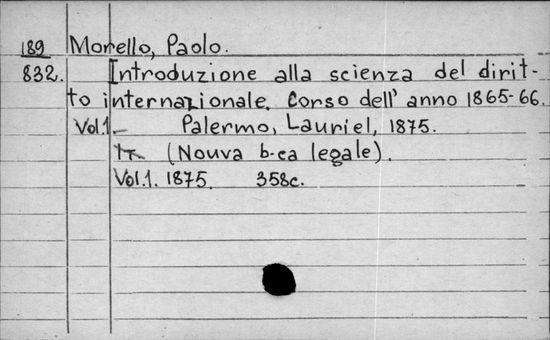 189 Morello, Paolo.
832. Introduzione alla scienza del dirit-
to internazionale. Corso dell' anno 1865-66.
Vol.1 – Palermo, Lauriel, 1875.
(Nouva b-ca legale).
Vol.1. 1875. 358c.